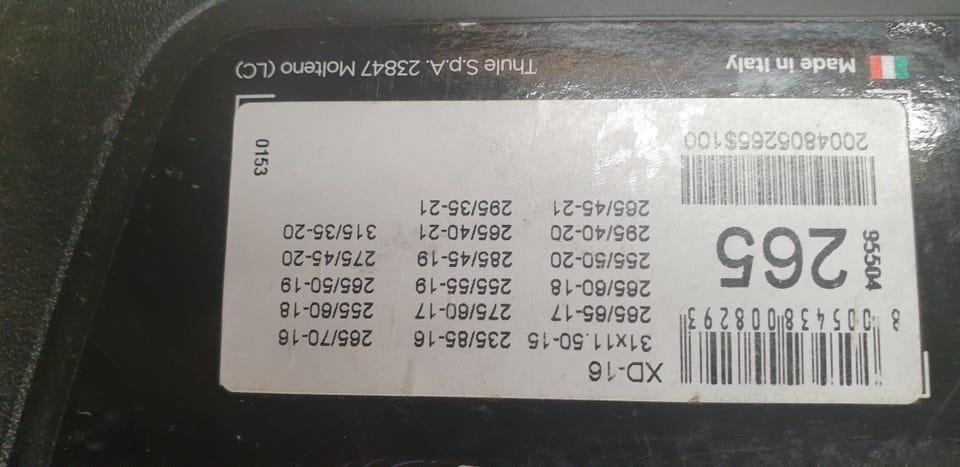 XD-16
31x11.50-15 235/85-16 265/70-16
265/65-17 275/60-17 255/60-18
265/60-18 255/55-19 265/50-19
255/50-20 285/45-19 275/45-20
295/40-20 265/40-21 315/35-20
265/45-21 295/35-21
8 005438 008293
95504
265
2004805265$100
0153
Made in Italy
Thule S.p.A. 23847 Molteno (LC)